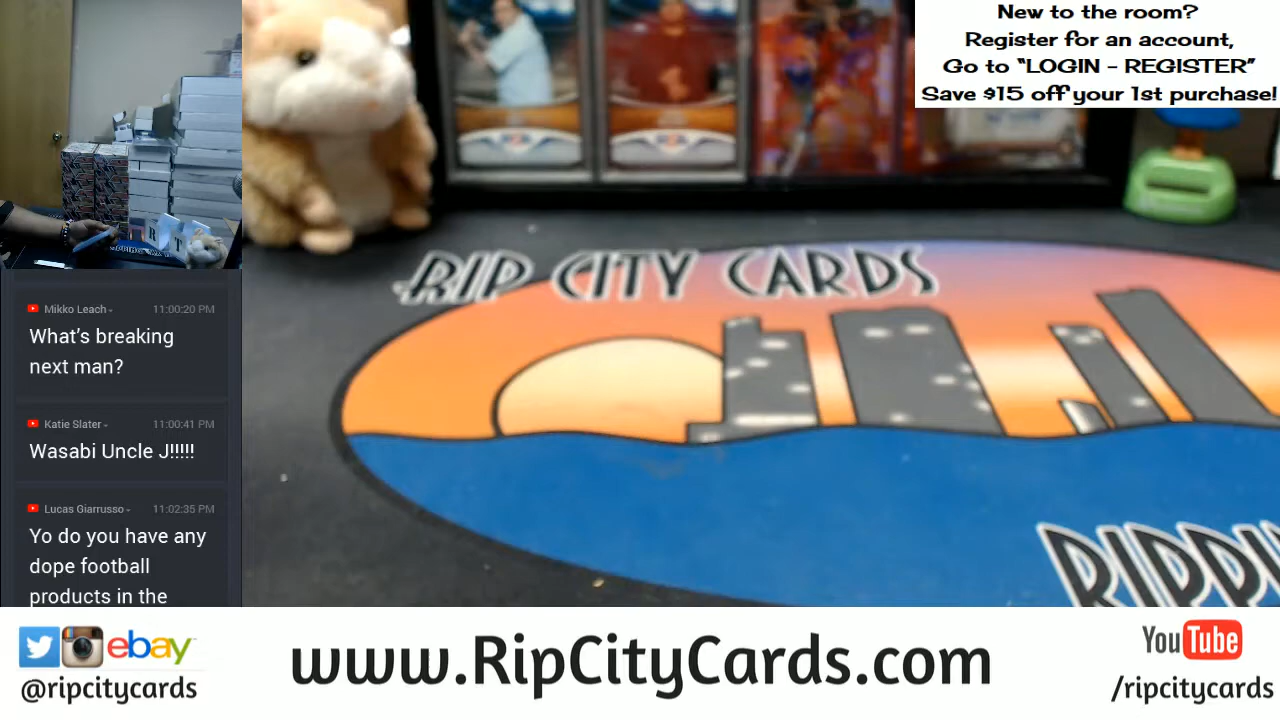 New to the room?
Register for an account,
Go to "LOGIN - REGISTER"
Save $15 off your 1st purchase!
Mikko Leach
11:00:20 PM
What's breaking
next man?
Katie Slater
11:00:41 PM
Wasabi Uncle J!!!!!
Lucas Giarrusso
11:02:35 PM
Yo do you have any
dope football
products in the
RIP CITY CARDS
ebay
@ripcitycards
www.RipCityCards.com
YouTube
/ripcitycards